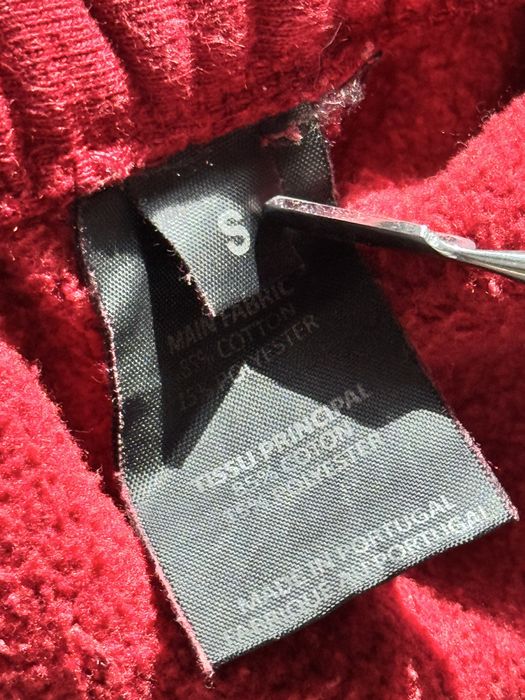 S
MAIN FABRIC
85% COTTON
15% POLYESTER
TISSU PRINCIPAL
85% COTON
15% POLYESTER
MADE IN PORTUGAL
FABRIQUÉ AU PORTUGAL